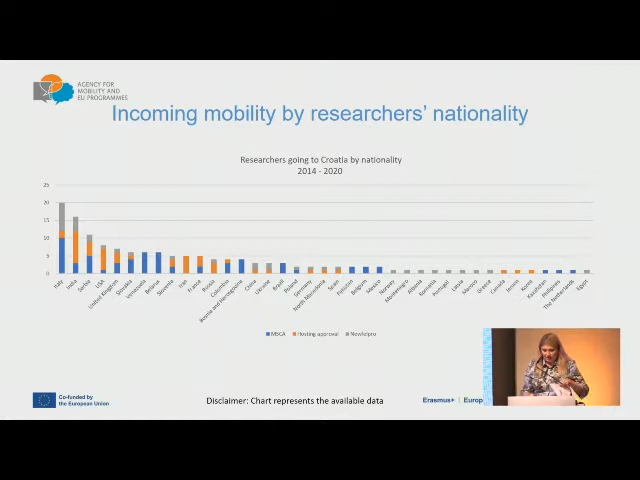 AGENCY FOR
MOBILITY AND
EU PROGRAMMES
Incoming mobility by researchers' nationality
Researchers going to Croatia by nationality
2014 - 2020
25
20
15
10
5
0
Italy
India
Serbia
USA
United Kingdom
Slovakia
Venezuela
Belarus
Slovenia
Iran
France
Russia
Columbia
Bosnia and Herzegovina
China
Ukraine
Brazil
Poland
Germany
North Macedonia
Spain
Pakistan
Belgium
Mexico
Norway
Montenegro
Albania
Romania
Portugal
Latvia
Greece
Canada
Korea
Kazahstan
Philipines
The Netherlands
Egypt
MSCA
Hosting approval
Newfelpro
Co-funded by
the European Union
Disclaimer: Chart represents the available data
Erasmus+ | Europ